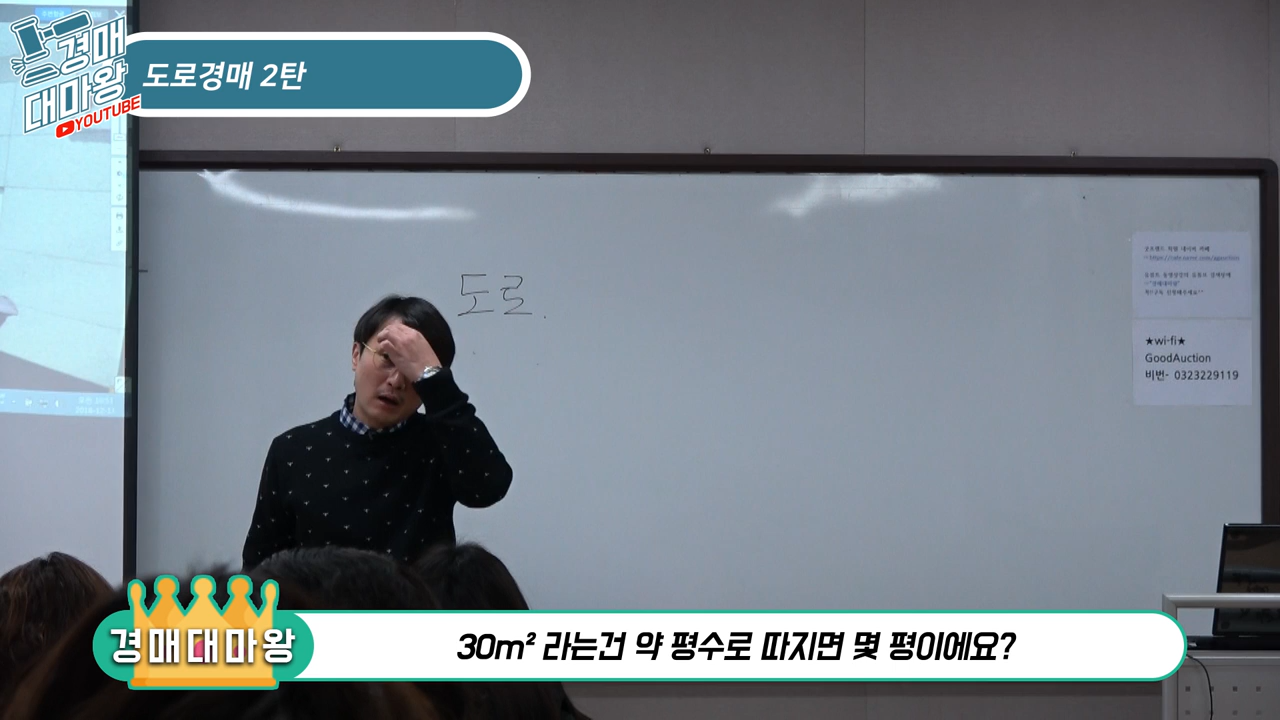 경매
대마왕
YOUTUBE
도로경매 2탄
도로.
★wi-fi★
GoodAuction
비번- 0323229119
경매대마왕
30m² 라는건 약 평수로 따지면 몇 평이에요?